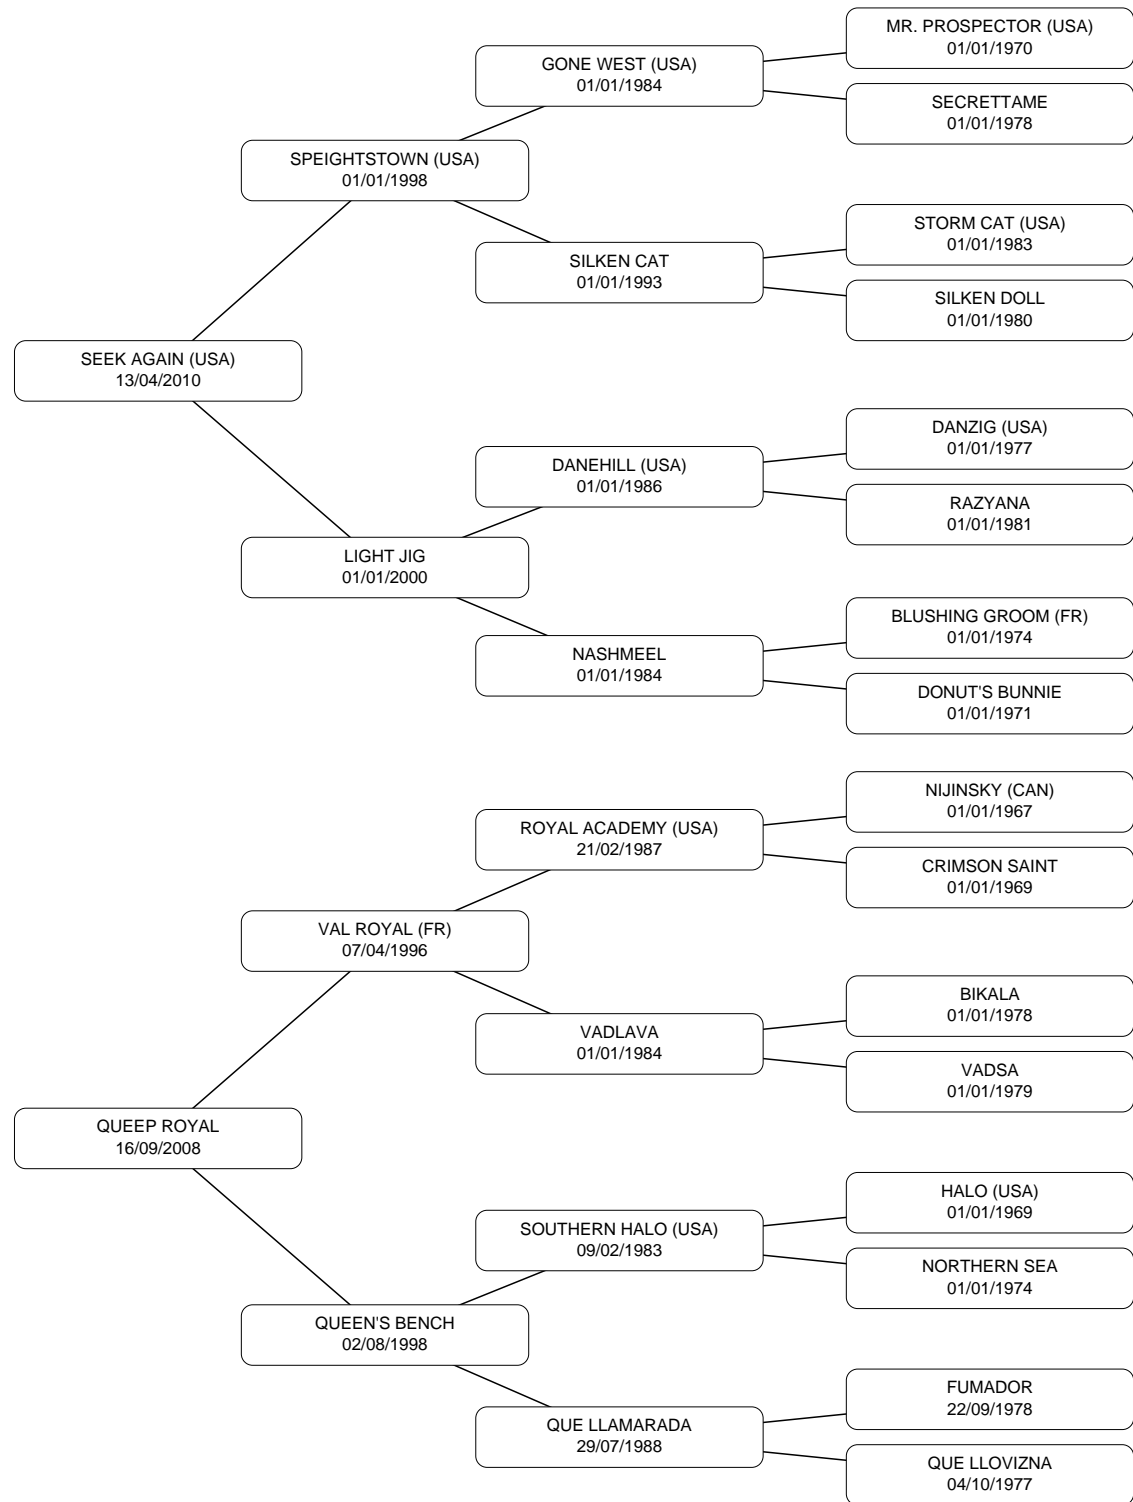 MR. PROSPECTOR (USA)
01/01/1970
GONE WEST (USA)
01/01/1984
SECRETTAME
01/01/1978
SPEIGHTSTOWN (USA)
01/01/1998
STORM CAT (USA)
01/01/1983
SILKEN CAT
01/01/1993
SILKEN DOLL
01/01/1980
SEEK AGAIN (USA)
13/04/2010
DANZIG (USA)
01/01/1977
DANEHILL (USA)
01/01/1986
RAZYANA
01/01/1981
LIGHT JIG
01/01/2000
BLUSHING GROOM (FR)
01/01/1974
NASHMEEL
01/01/1984
DONUT'S BUNNIE
01/01/1971
NIJINSKY (CAN)
01/01/1967
ROYAL ACADEMY (USA)
21/02/1987
CRIMSON SAINT
01/01/1969
VAL ROYAL (FR)
07/04/1996
BIKALA
01/01/1978
VADLAVA
01/01/1984
VADSA
01/01/1979
QUEEP ROYAL
16/09/2008
HALO (USA)
01/01/1969
SOUTHERN HALO (USA)
09/02/1983
NORTHERN SEA
01/01/1974
QUEEN'S BENCH
02/08/1998
FUMADOR
22/09/1978
QUE LLAMARADA
29/07/1988
QUE LLOVIZNA
04/10/1977